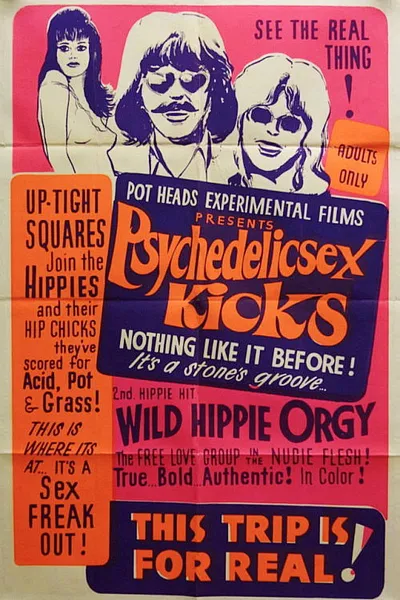 SEE THE REAL
THING
!
ADULTS
ONLY
POT HEADS EXPERIMENTAL FILMS
PRESENTS
Psychedelicsex
KICKS
NOTHING LIKE IT BEFORE!
It's a stone's groove...
UP-TIGHT
SQUARES
Join the
HIPPIES
and their
HIP CHICKS
they've
scored for
Acid, Pot
& Grass!
THIS IS
WHERE ITS
AT... IT'S A
Sex
FREAK
OUT!
2nd. HIPPIE HIT
WILD HIPPIE ORGY
The FREE LOVE GROUP IN THE NUDIE FLESH!
True...Bold..Authentic! In Color!
THIS TRIP IS
FOR REAL!